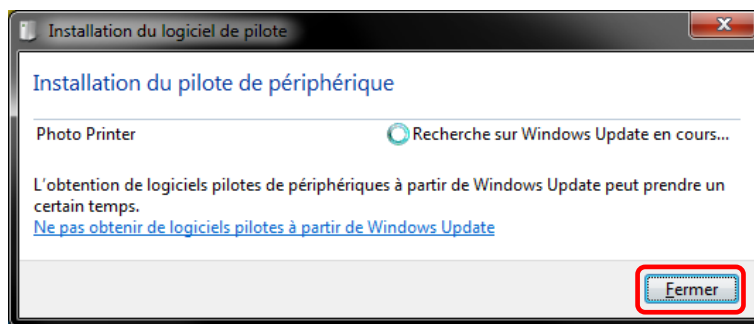 Installation du logiciel de pilote
Installation du pilote de périphérique
Photo Printer Recherche sur Windows Update en cours...
L'obtention de logiciels pilotes de périphériques à partir de Windows Update peut prendre un
certain temps.
Ne pas obtenir de logiciels pilotes à partir de Windows Update
Fermer